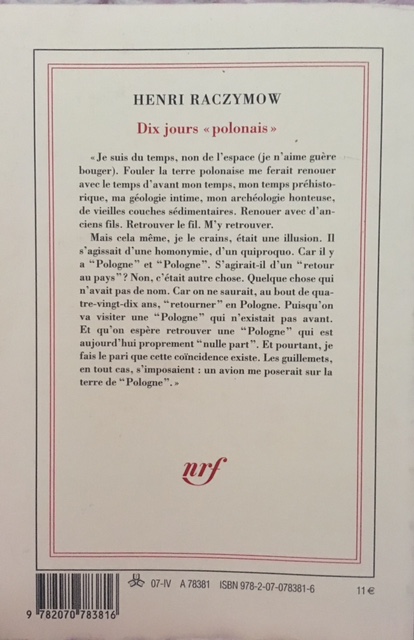 HENRI RACZYMOW
Dix jours « polonais »
« Je suis du temps, non de l'espace (je n'aime guère
bouger). Fouler la terre polonaise me ferait renouer
avec le temps d'avant mon temps, mon temps préhisto-
rique, ma géologie intime, mon archéologie honteuse,
de vieilles couches sédimentaires. Renouer avec d'an-
ciens fils. Retrouver le fil. M'y retrouver.
Mais cela même, je le crains, était une illusion. Il
s'agissait d'une homonymie, d'un quiproquo. Car il y
a "Pologne" et "Pologne". S'agirait-il d'un "retour
au pays"? Non, c'était autre chose. Quelque chose qui
n'avait pas de nom. Car on ne saurait, au bout de qua-
tre-vingt-dix ans, "retourner" en Pologne. Puisqu'on
va visiter une "Pologne" qui n'existait pas avant.
Et qu'on espère retrouver une "Pologne" qui est
aujourd'hui proprement "nulle part". Et pourtant, je
fais le pari que cette coïncidence existe. Les guillemets,
en tout cas, s'imposaient : un avion me poserait sur la
terre de "Pologne". »
nrf
07-IV A 78381 ISBN 978-2-07-078381-6 11 €
9 782070 783816